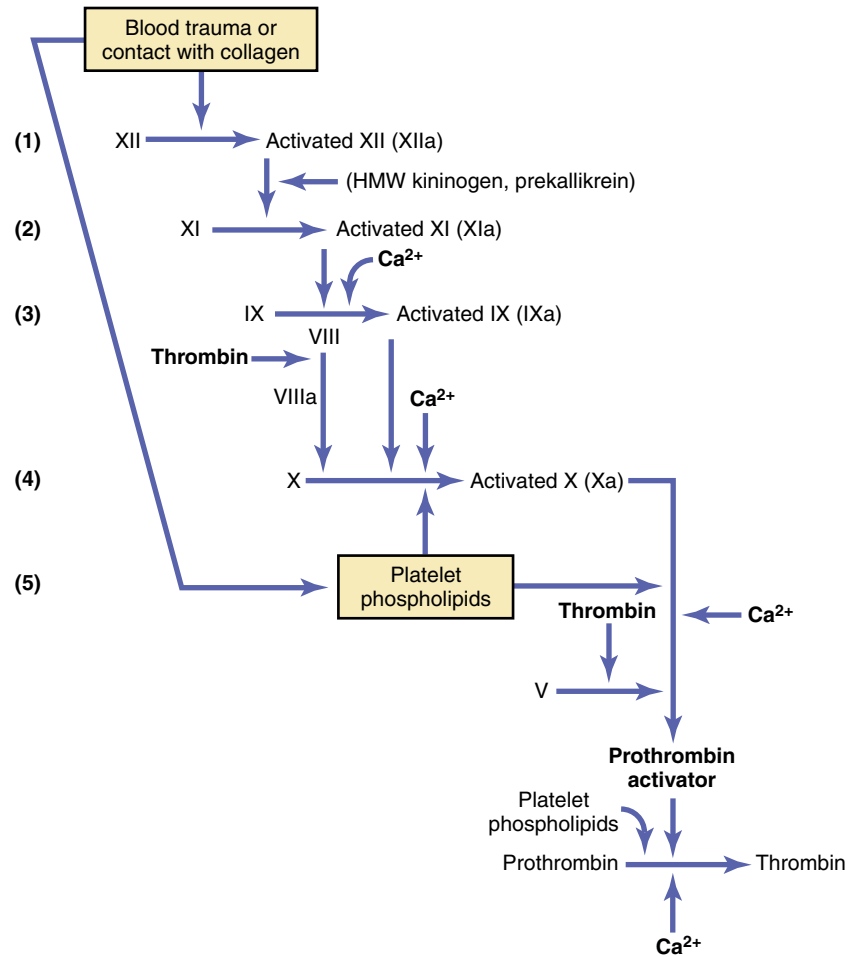 Blood trauma or
contact with collagen
(1)
XII
Activated XII (XIIa)
(HMW kininogen, prekallikrein)
(2)
XI
Activated XI (XIa)
Ca²⁺
(3)
IX
Activated IX (IXa)
VIII
Thrombin
VIIIa
Ca²⁺
(4)
X
Activated X (Xa)
(5)
Platelet
phospholipids
Thrombin
Ca²⁺
V
Prothrombin
activator
Platelet
phospholipids
Prothrombin
Thrombin
Ca²⁺